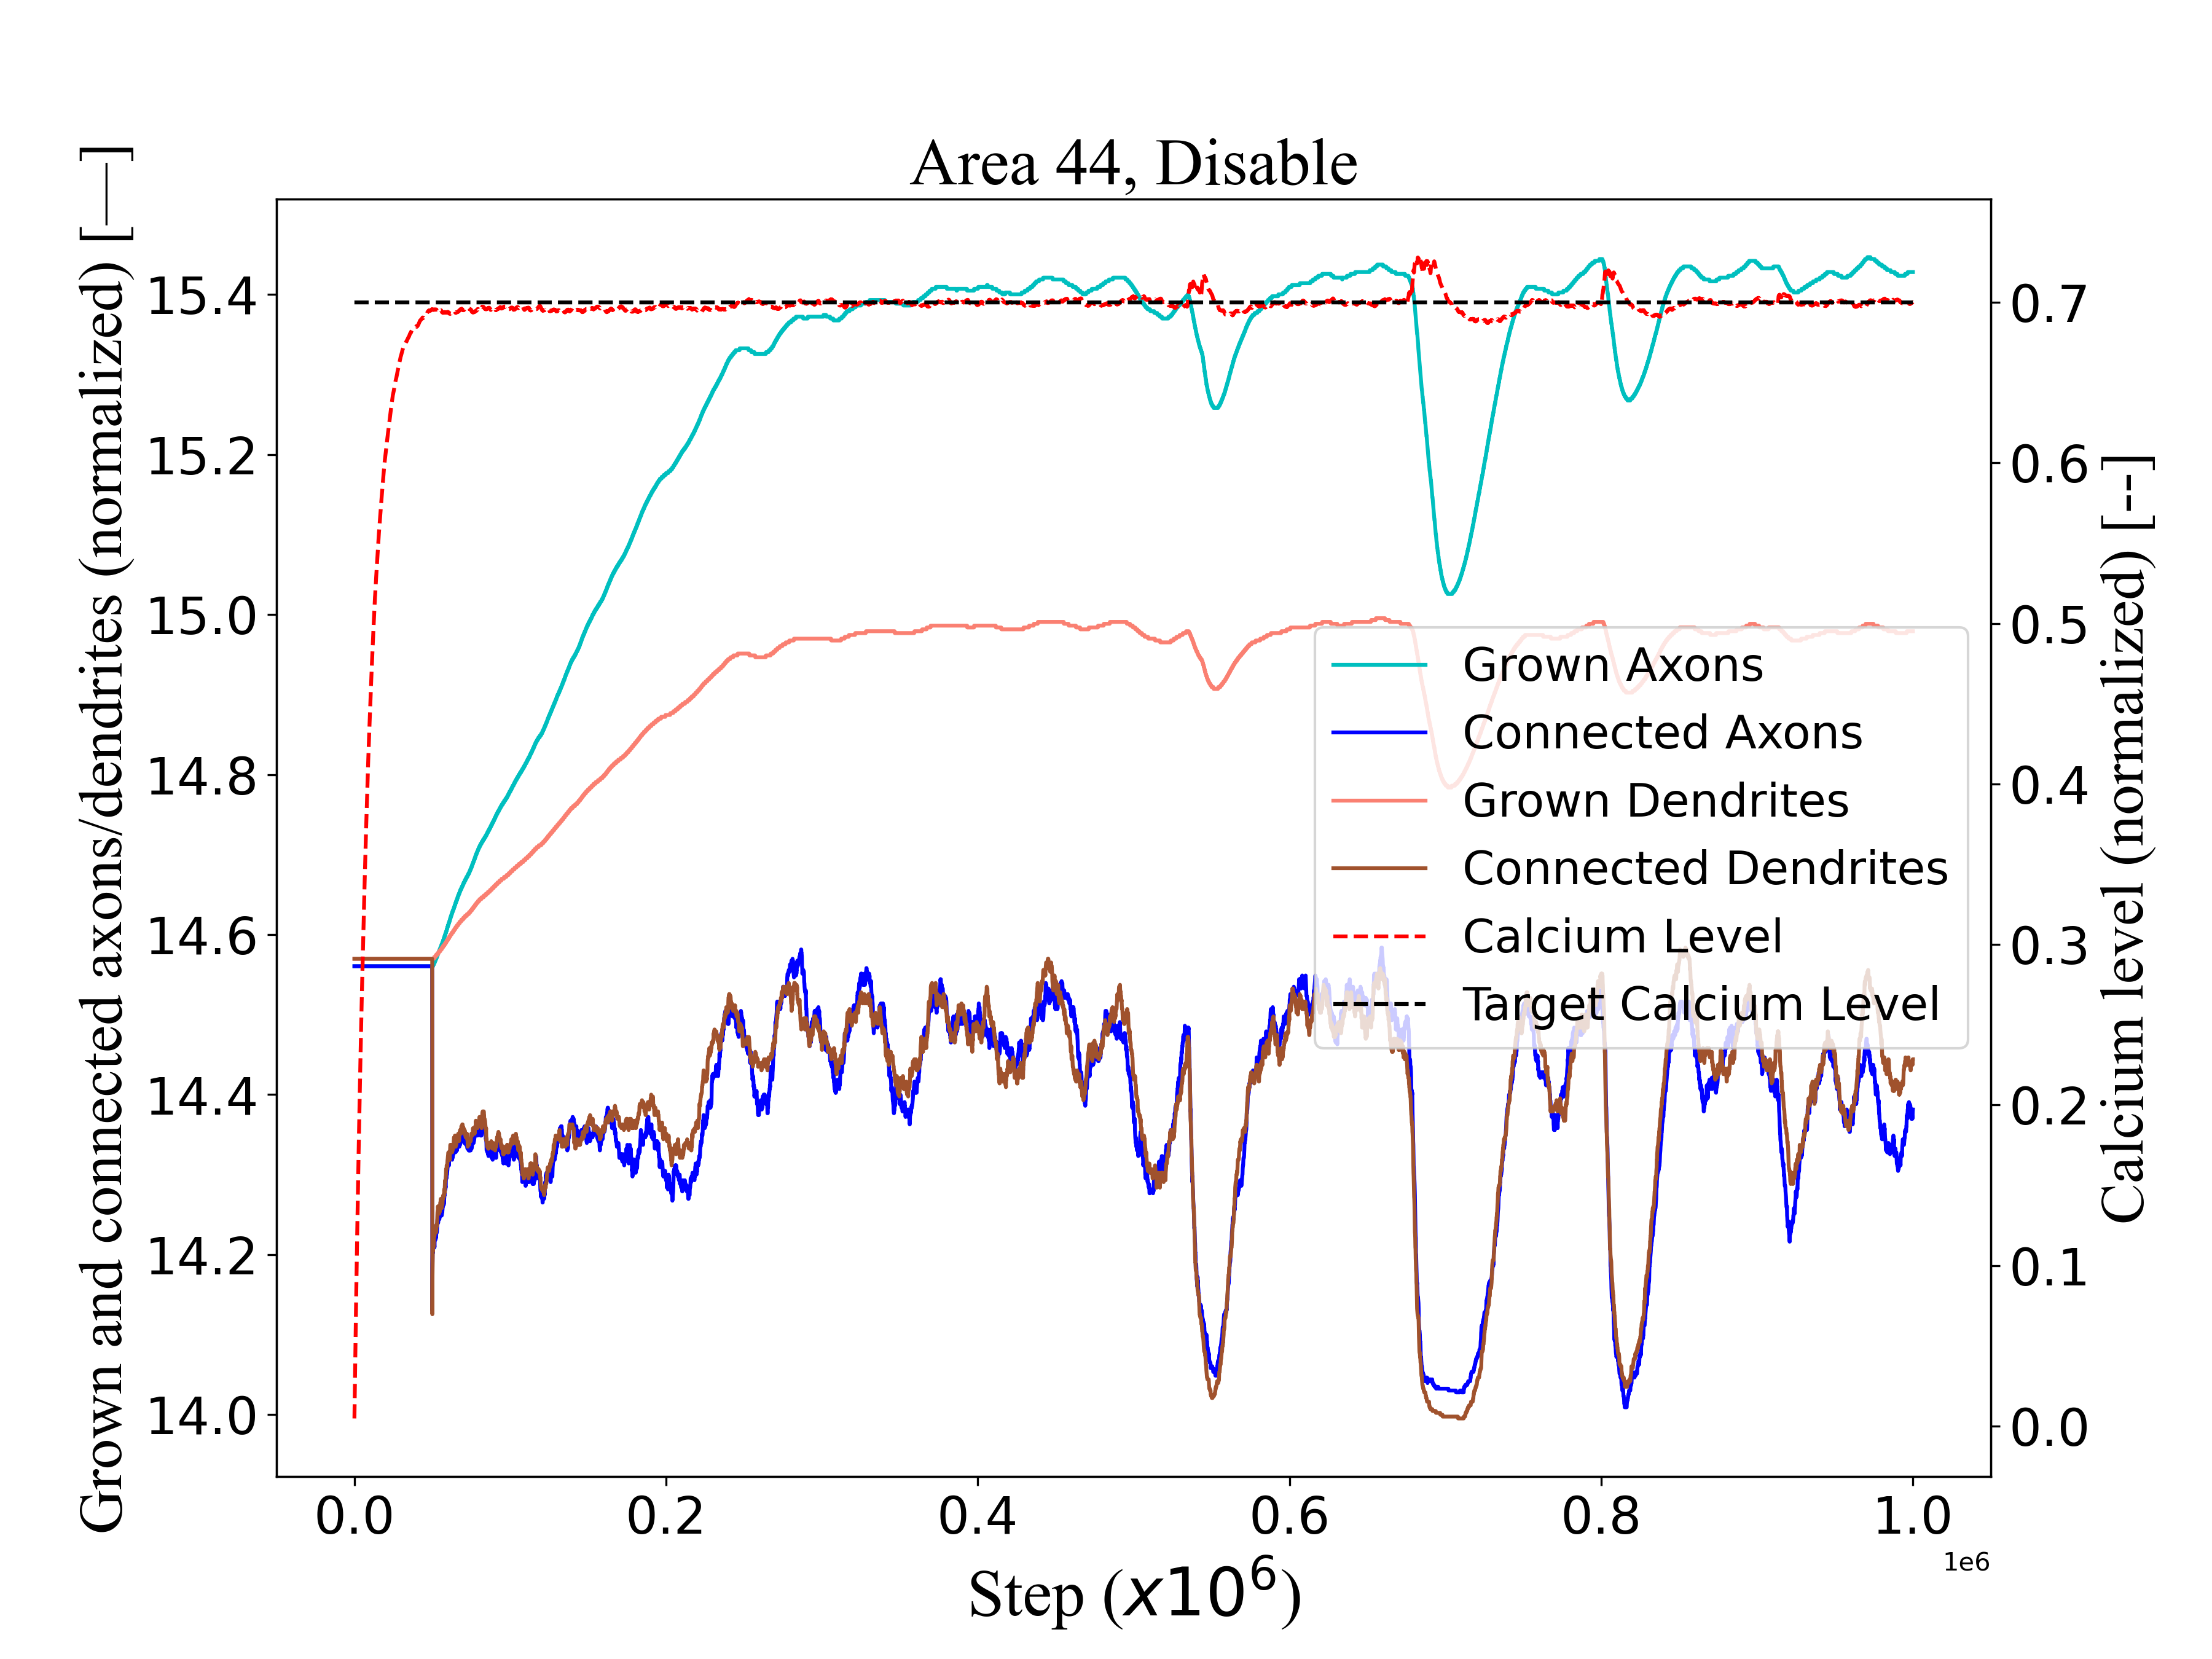 Area 44, Disable
Grown and connected axons/dendrites (normalized) [—]
15.4
15.2
15.0
14.8
14.6
14.4
14.2
14.0
0.7
0.6
0.5
0.4
0.3
0.2
0.1
0.0
Calcium level (normalized) [--]
Grown Axons
Connected Axons
Grown Dendrites
Connected Dendrites
Calcium Level
Target Calcium Level
0.0 0.2 0.4 0.6 0.8 1.0
1e6
Step (x10⁶)